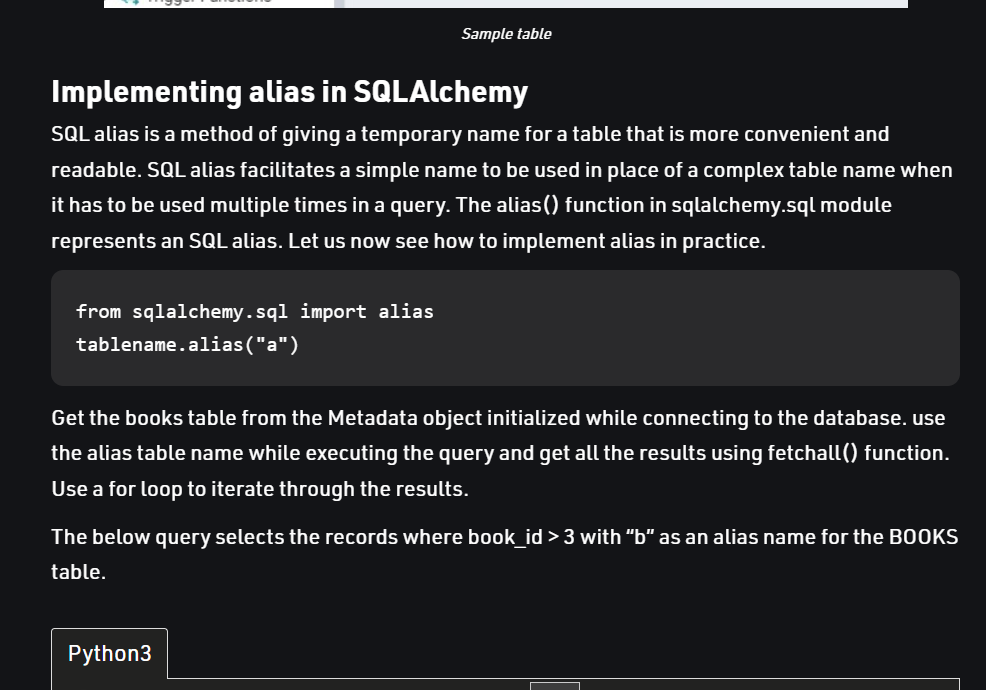 Sample table
Implementing alias in SQLAlchemy
SQL alias is a method of giving a temporary name for a table that is more convenient and
readable. SQL alias facilitates a simple name to be used in place of a complex table name when
it has to be used multiple times in a query. The alias() function in sqlalchemy.sql module
represents an SQL alias. Let us now see how to implement alias in practice.
from sqlalchemy.sql import alias
tablename.alias("a")
Get the books table from the Metadata object initialized while connecting to the database. use
the alias table name while executing the query and get all the results using fetchall() function.
Use a for loop to iterate through the results.
The below query selects the records where book_id > 3 with “b” as an alias name for the BOOKS
table.
Python3